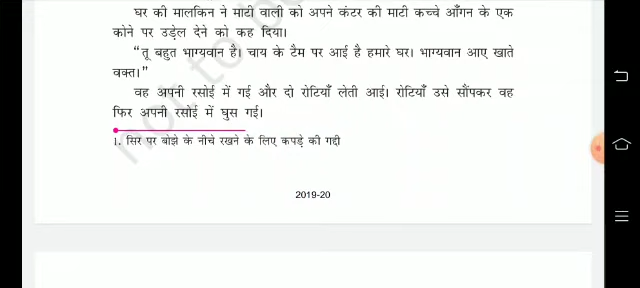 घर की मालकिन ने माटी वाली को अपने कंटर की माटी कच्चे आँगन के एक
कोने पर उड़ेल देने को कह दिया।
“तू बहुत भाग्यवान है। चाय के टैम पर आई है हमारे घर। भाग्यवान आए खाते
वक्त।”
वह अपनी रसोई में गई और दो रोटियाँ लेती आई। रोटियाँ उसे सौंपकर वह
फिर अपनी रसोई में घुस गई।
1. सिर पर बोझे के नीचे रखने के लिए कपड़े की गद्दी
2019-20